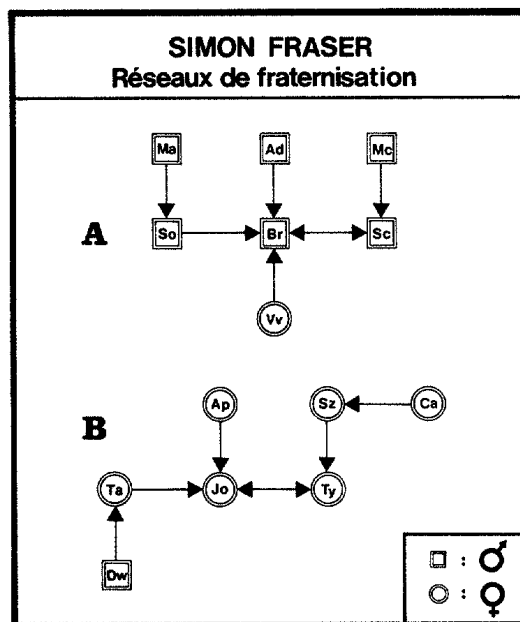 SIMON FRASER
Réseaux de fraternisation
Ma Ad Mc
A So Br Sc
Vv
Ap Sz Ca
B
Ta Jo Ty
Dw
: ♂
: ♀